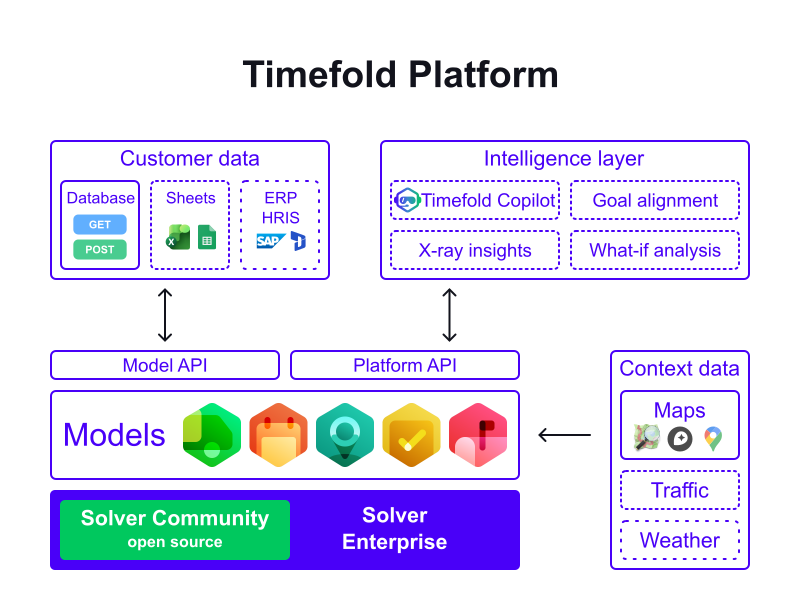 Timefold Platform
Customer data
Database
GET
POST
Sheets
X
ERP
HRIS
SAP
Intelligence layer
Timefold Copilot
Goal alignment
X-ray insights
What-if analysis
Model API
Platform API
Models
Solver Community
open source
Solver
Enterprise
Context data
Maps
Traffic
Weather